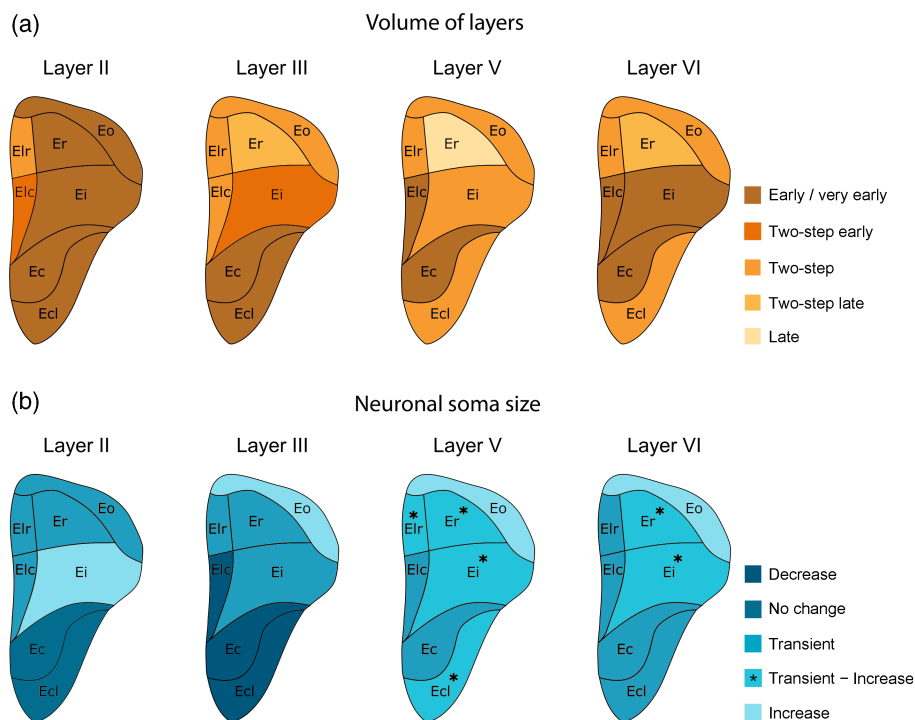 (a)
Volume of layers
Layer II
Layer III
Layer V
Layer VI
Eo
Er
Elr
Elc
Ei
Ec
Ecl
Eo
Er
Elr
Elc
Ei
Ec
Ecl
Eo
Er
Elr
Elc
Ei
Ec
Ecl
Eo
Er
Elr
Elc
Ei
Ec
Ecl
Early / very early
Two-step early
Two-step
Two-step late
Late
(b)
Neuronal soma size
Layer II
Layer III
Layer V
Layer VI
Eo
Er
Elr
Elc
Ei
Ec
Ecl
Eo
Er
Elr
Elc
Ei
Ec
Ecl
Eo
* Er *
Elr
Elc
Ei *
Ec
Ecl *
Eo
Er *
Elr
Elc
Ei *
Ec
Ecl
Decrease
No change
Transient
* Transient – Increase
Increase